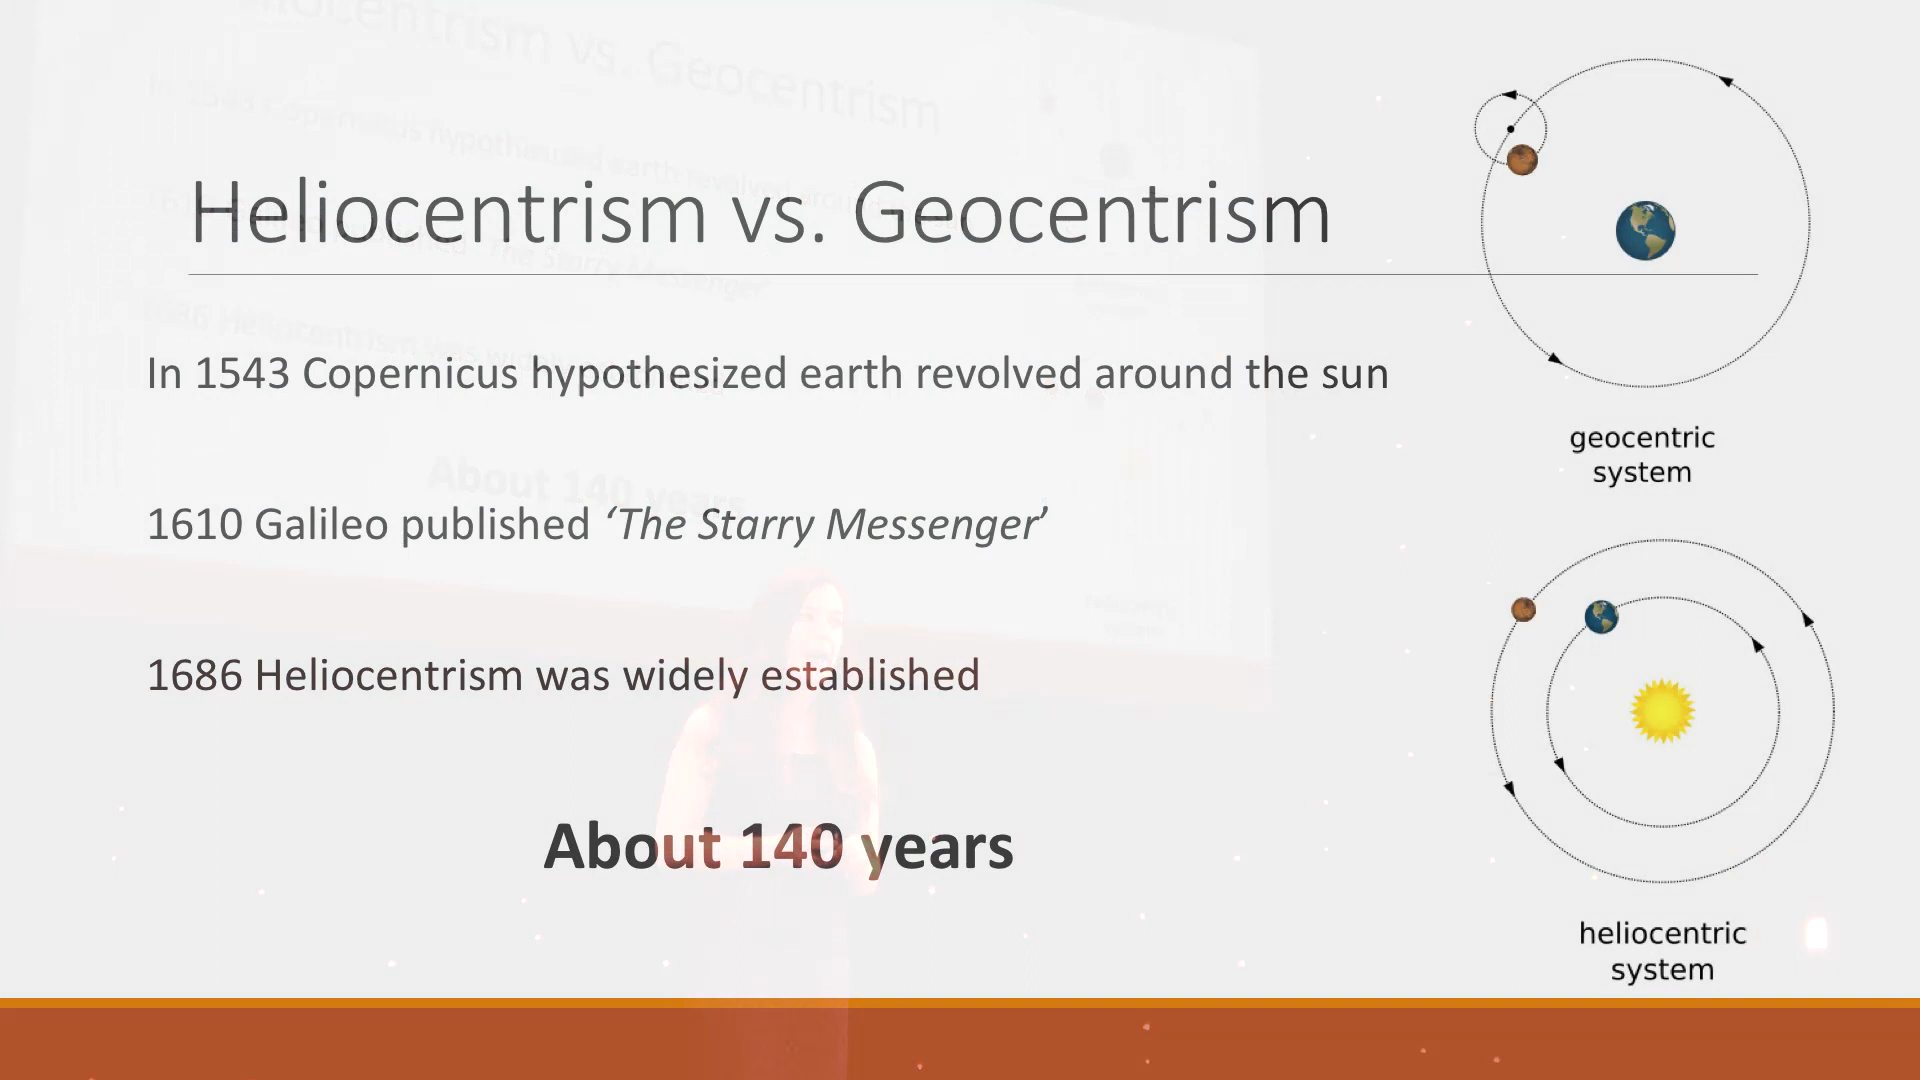 Heliocentrism vs. Geocentrism
In 1543 Copernicus hypothesized earth revolved around the sun
1610 Galileo published ‘The Starry Messenger’
1686 Heliocentrism was widely established
About 140 years
geocentric
system
heliocentric
system